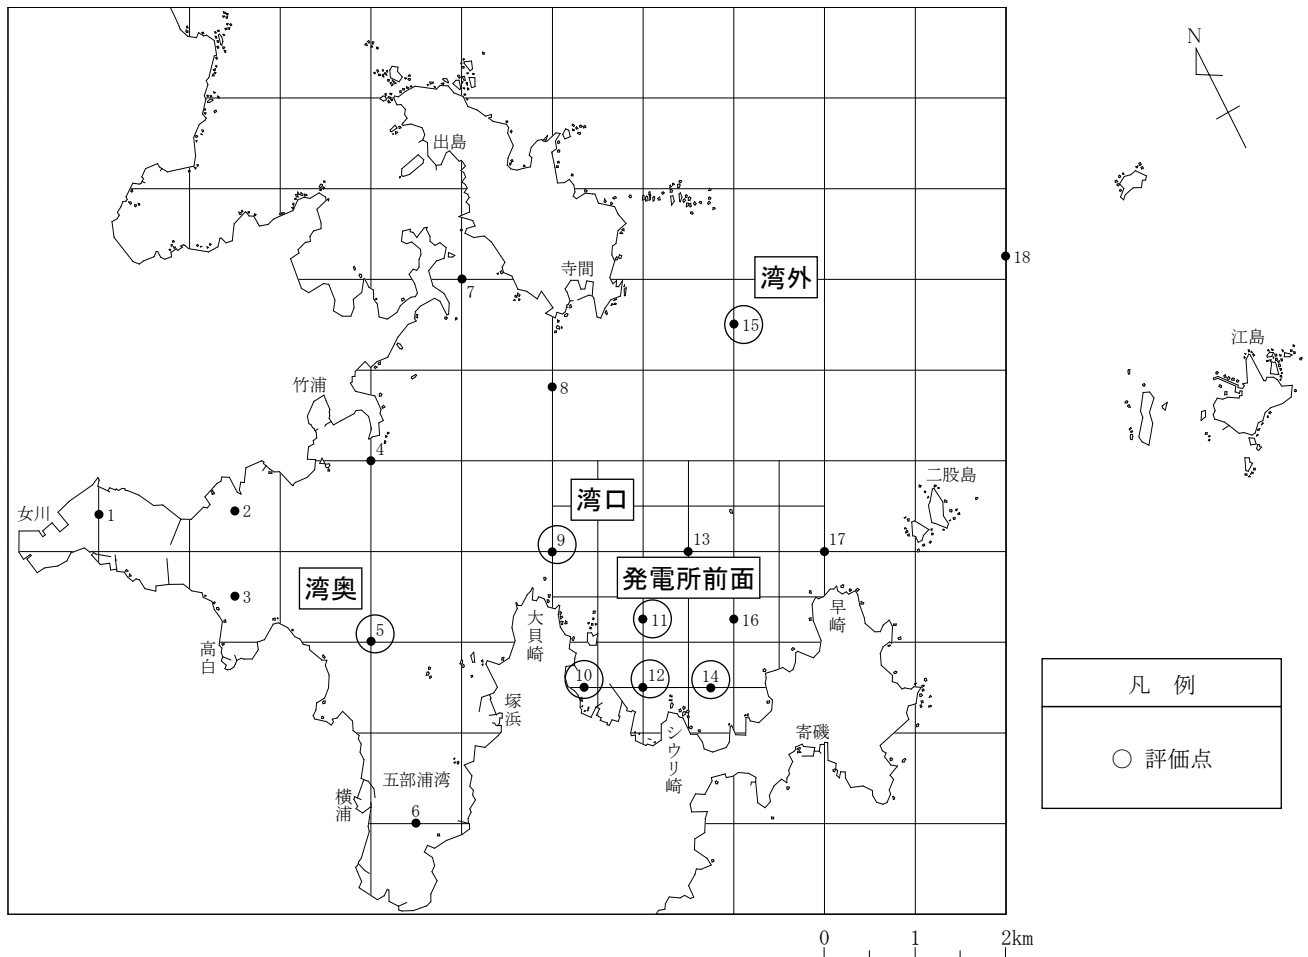 N
出島
寺間
湾外
18
7
15
江島
竹浦
8
4
二股島
湾口
女川
1
2
9
13
17
発電所前面
湾奥
3
5
大貝崎
11
16
早崎
高白
10
12
14
塚浜
シウリ崎
寄磯
凡 例
○ 評価点
五部浦湾
横浦
6
0 1 2km